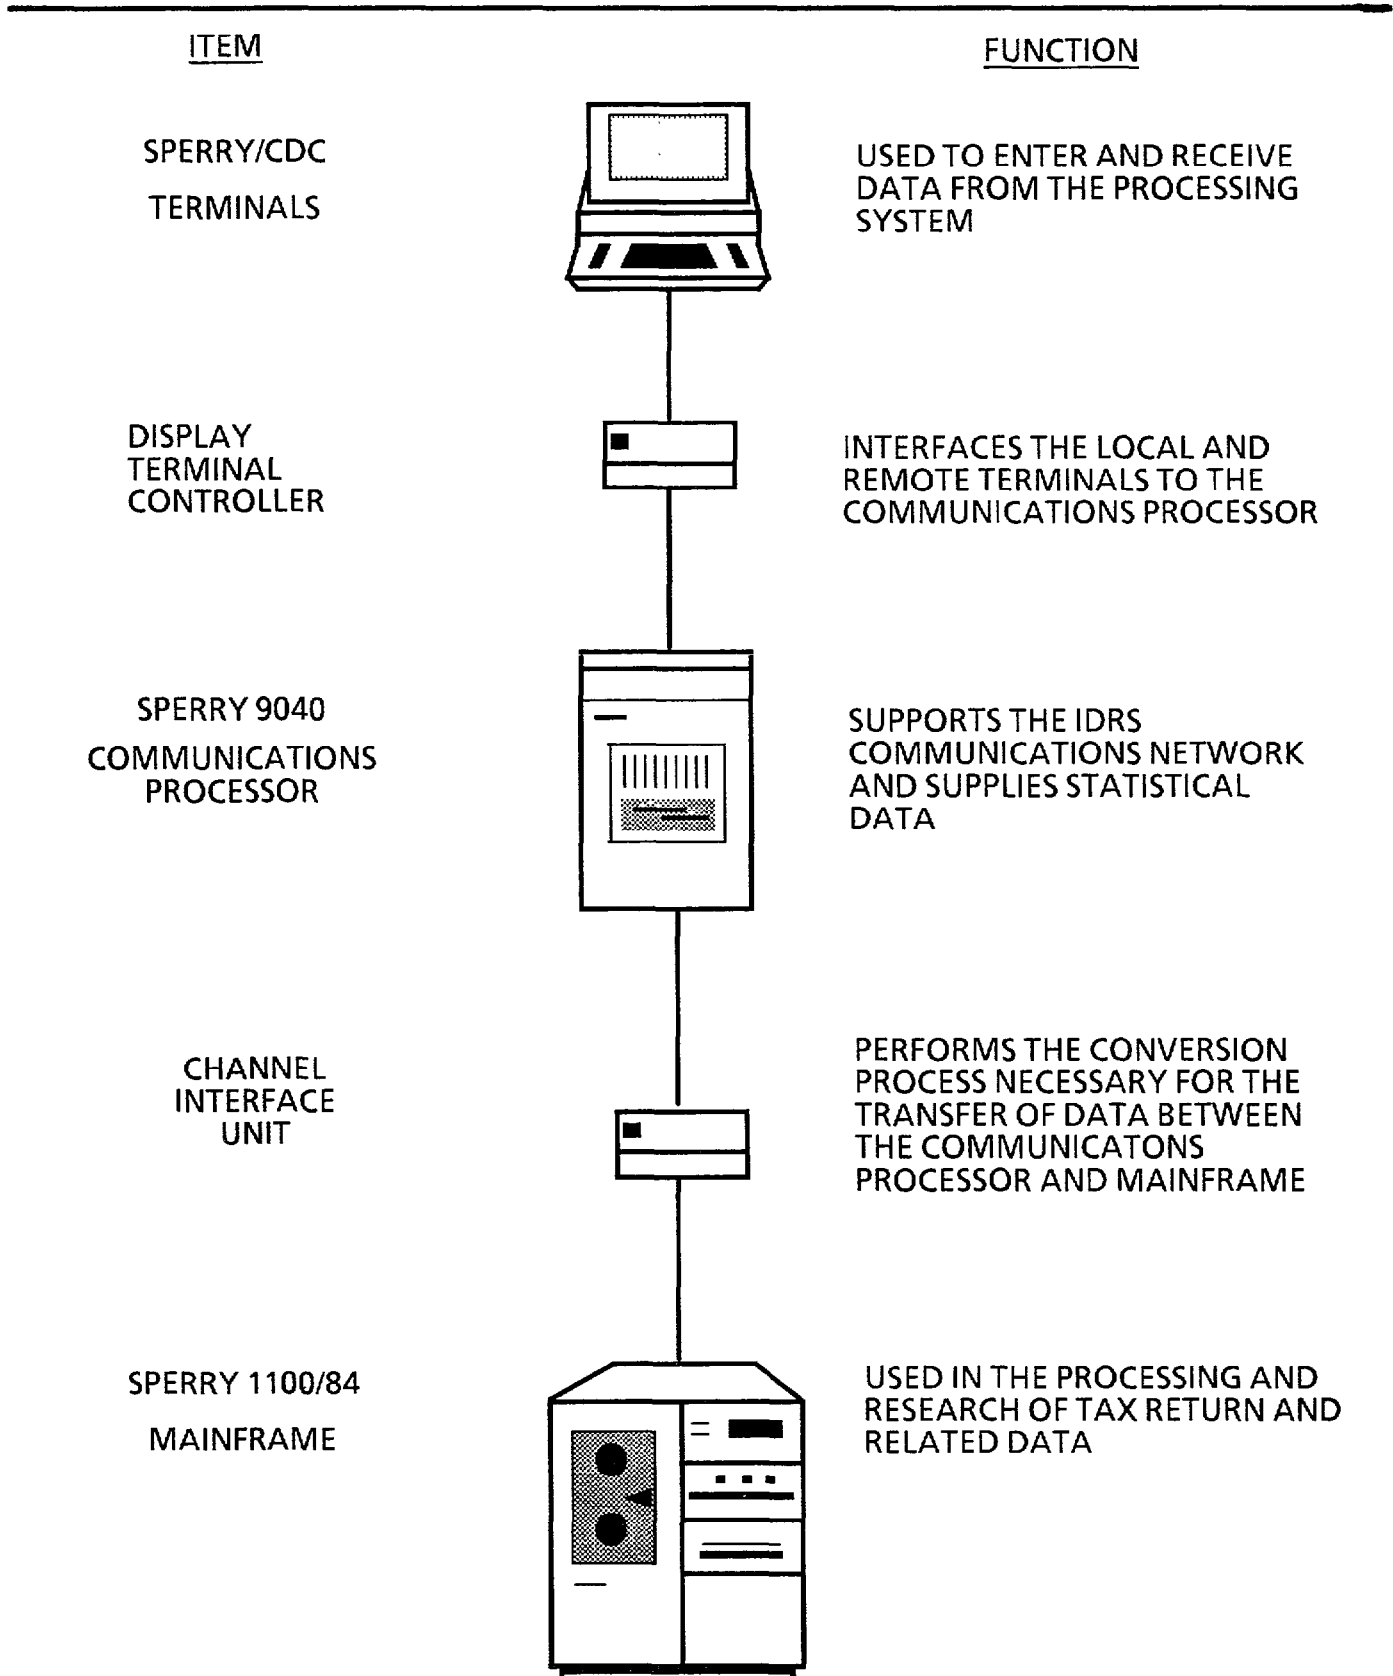 ITEM
FUNCTION
SPERRY/CDC
TERMINALS
USED TO ENTER AND RECEIVE
DATA FROM THE PROCESSING
SYSTEM
DISPLAY
TERMINAL
CONTROLLER
INTERFACES THE LOCAL AND
REMOTE TERMINALS TO THE
COMMUNICATIONS PROCESSOR
SPERRY 9040
COMMUNICATIONS
PROCESSOR
SUPPORTS THE IDRS
COMMUNICATIONS NETWORK
AND SUPPLIES STATISTICAL
DATA
CHANNEL
INTERFACE
UNIT
PERFORMS THE CONVERSION
PROCESS NECESSARY FOR THE
TRANSFER OF DATA BETWEEN
THE COMMUNICATONS
PROCESSOR AND MAINFRAME
SPERRY 1100/84
MAINFRAME
USED IN THE PROCESSING AND
RESEARCH OF TAX RETURN AND
RELATED DATA